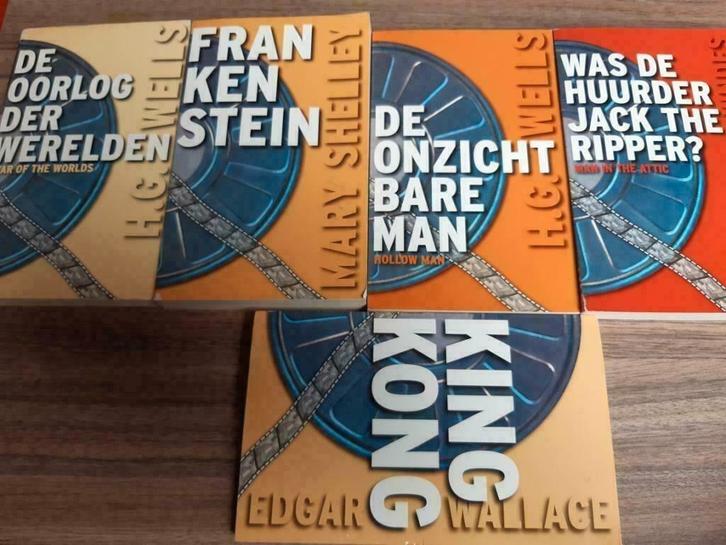 DE
OORLOG
DER
WERELDEN
AR OF THE WORLDS
H.G. WELLS
FRAN
KEN
STEIN
MARY SHELLEY
DE
ONZICHT
BARE
MAN
HOLLOW MAN
H.G. WELLS
WAS DE
HUURDER
JACK THE
RIPPER?
MAN IN THE ATTIC
KING
KONG
EDGAR WALLACE